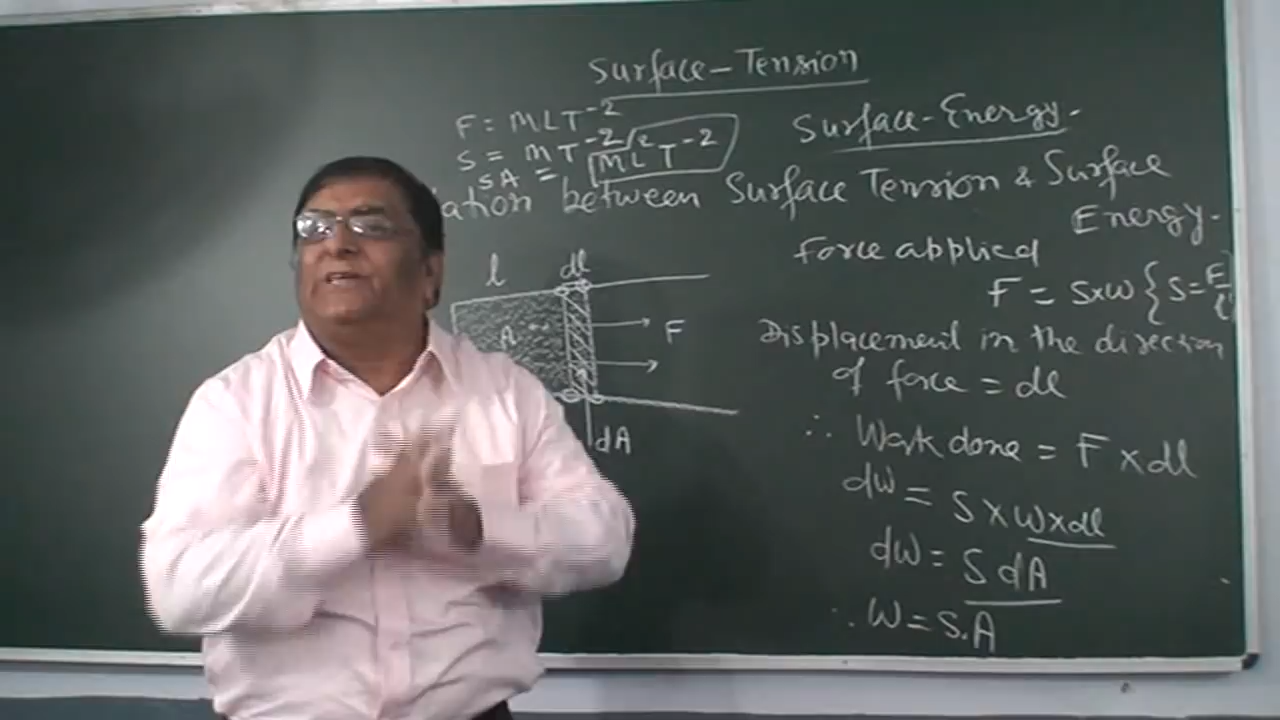 Surface-Tension
F = MLT-2
S = MT-2
SA = ML2T-2
Surface-Energy.
ation between Surface Tension & Surface
Energy.
l
dl
A
F
dA
Force applied
F = S×W { S = F/l
Displacement in the direction
of force = dl
∴ Work done = F × dl
dW = S × W × dl
dW = S dA
∴ W = S.A